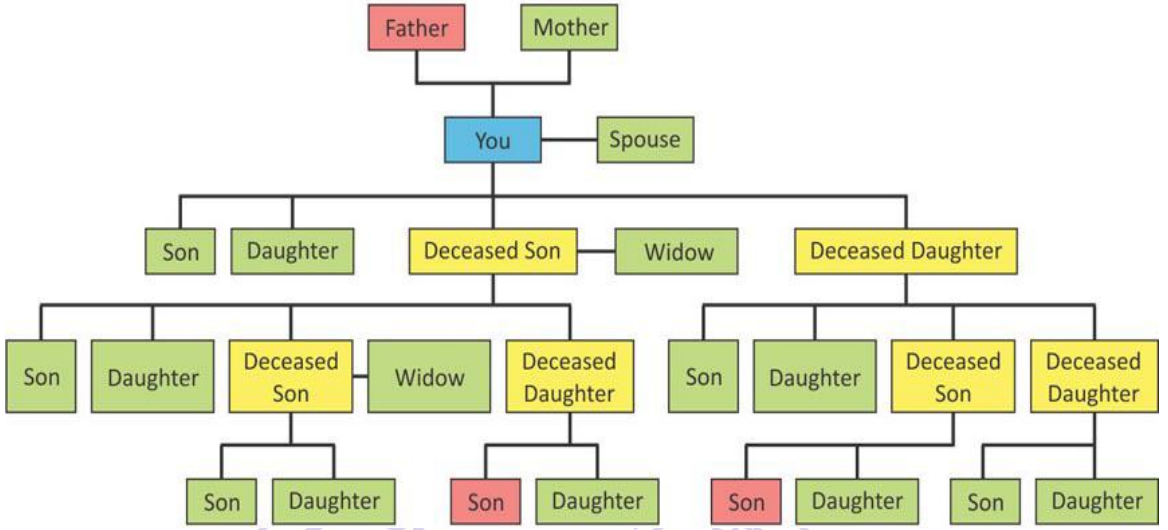 Father Mother
You Spouse
Son Daughter Deceased Son Widow Deceased Daughter
Son Daughter Deceased Son Widow Deceased Daughter Son Daughter Deceased Son Deceased Daughter
Son Daughter Son Daughter Son Daughter Son Daughter